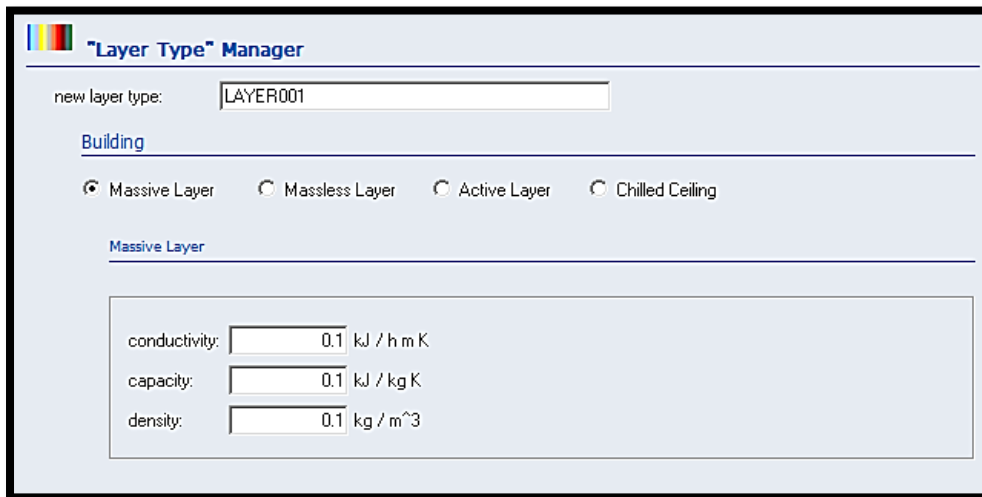 "Layer Type" Manager
new layer type: LAYER001
Building
Massive Layer Massless Layer Active Layer Chilled Ceiling
Massive Layer
conductivity: 0.1 kJ / h m K
capacity: 0.1 kJ / kg K
density: 0.1 kg / m^3